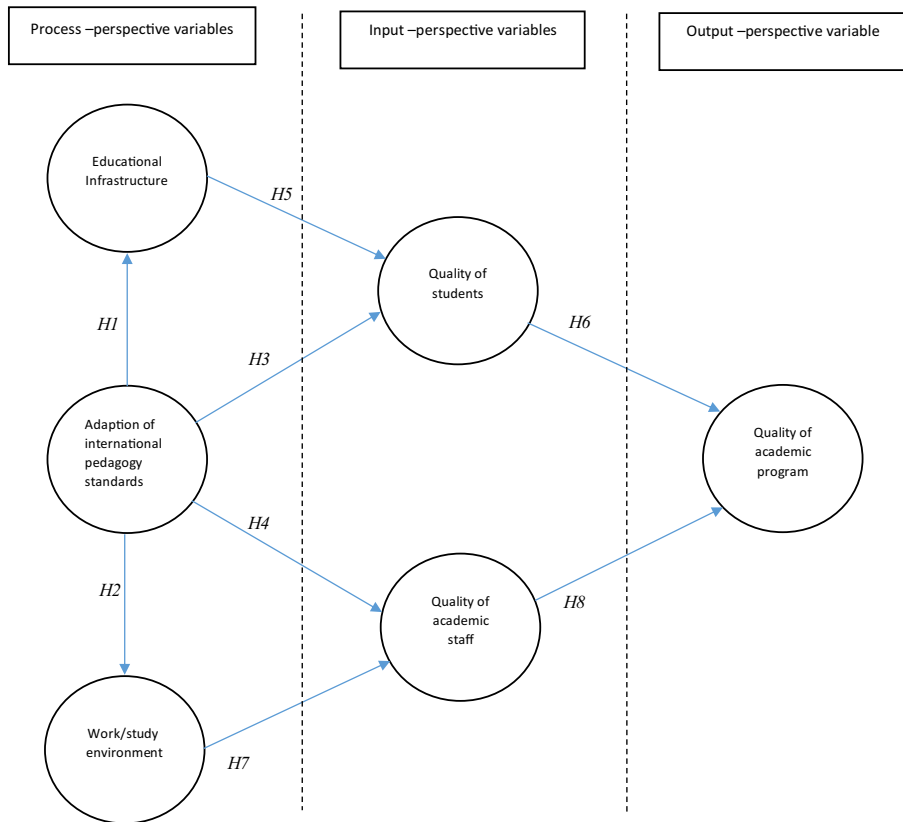 Process –perspective variables
Input –perspective variables
Output –perspective variable
Educational
Infrastructure
H5
Quality of
students
H1
H6
H3
Adaption of
international
pedagogy
standards
Quality of
academic
program
H4
H2
Quality of
academic
staff
H8
Work/study
environment
H7